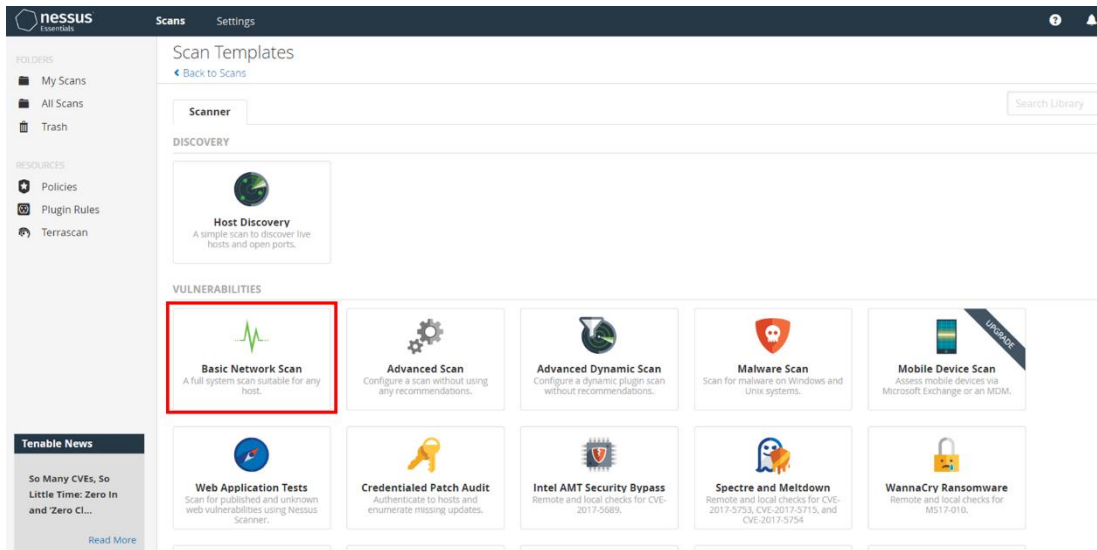 nessus
Essentials
Scans
Settings
FOLDERS
My Scans
All Scans
Trash
RESOURCES
Policies
Plugin Rules
Terrascan
Tenable News
So Many CVEs, So
Little Time: Zero In
and ‘Zero Cl...
Read More
Scan Templates
Back to Scans
Scanner
Search Library
DISCOVERY
Host Discovery
A simple scan to discover live
hosts and open ports.
VULNERABILITIES
Basic Network Scan
A full system scan suitable for any
host.
Advanced Scan
Configure a scan without using
any recommendations.
Advanced Dynamic Scan
Configure a dynamic plugin scan
without recommendations.
Malware Scan
Scan for malware on Windows and
Unix systems.
UPGRADE
Mobile Device Scan
Assess mobile devices via
Microsoft Exchange or an MDM.
Web Application Tests
Scan for published and unknown
web vulnerabilities using Nessus
Scanner.
Credentialed Patch Audit
Authenticate to hosts and
enumerate missing updates.
Intel AMT Security Bypass
Remote and local checks for CVE-
2017-5689.
Spectre and Meltdown
Remote and local checks for CVE-
2017-5753, CVE-2017-5715, and
CVE-2017-5754
WannaCry Ransomware
Remote and local checks for
MS17-010.